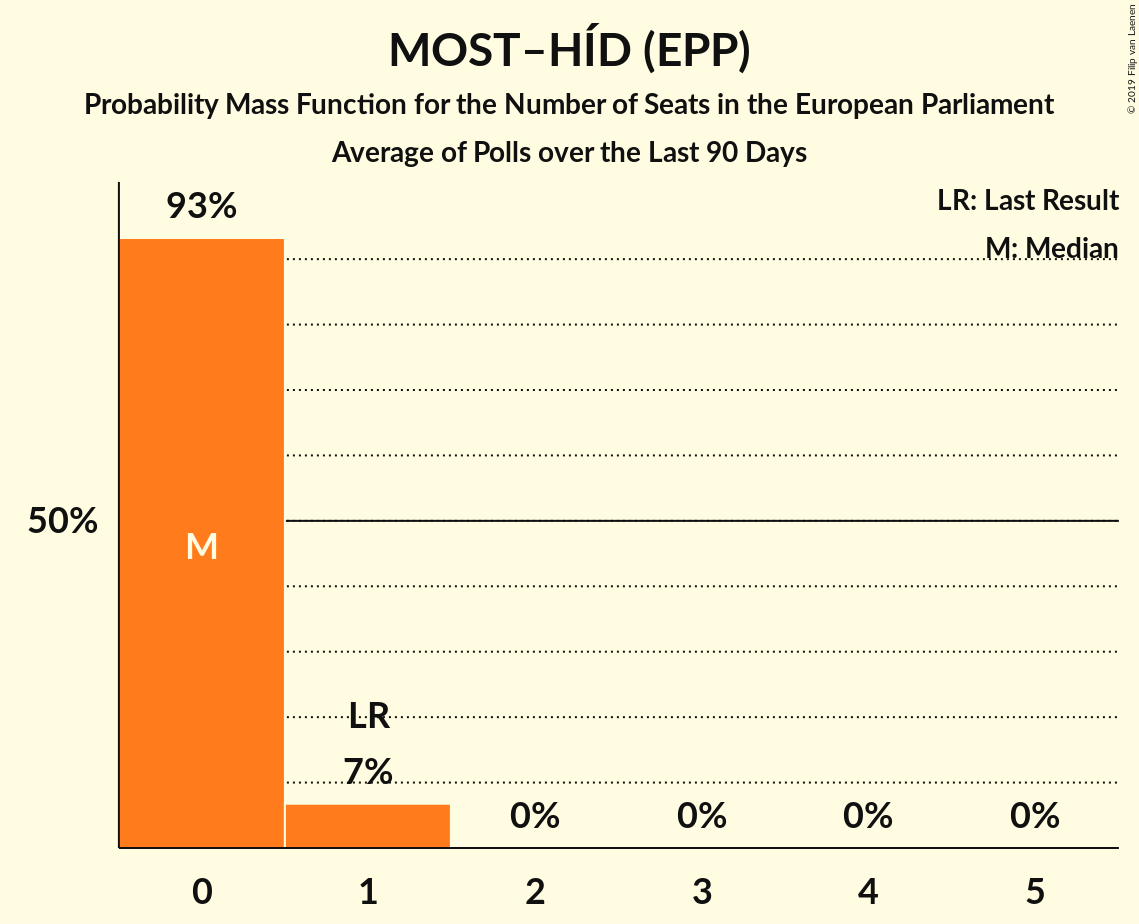 MOST–HÍD (EPP)
Probability Mass Function for the Number of Seats in the European Parliament
Average of Polls over the Last 90 Days
© 2019 Filip van Laenen
LR: Last Result
M: Median
93%
50%
M
LR
7%
0% 0% 0% 0%
0 1 2 3 4 5